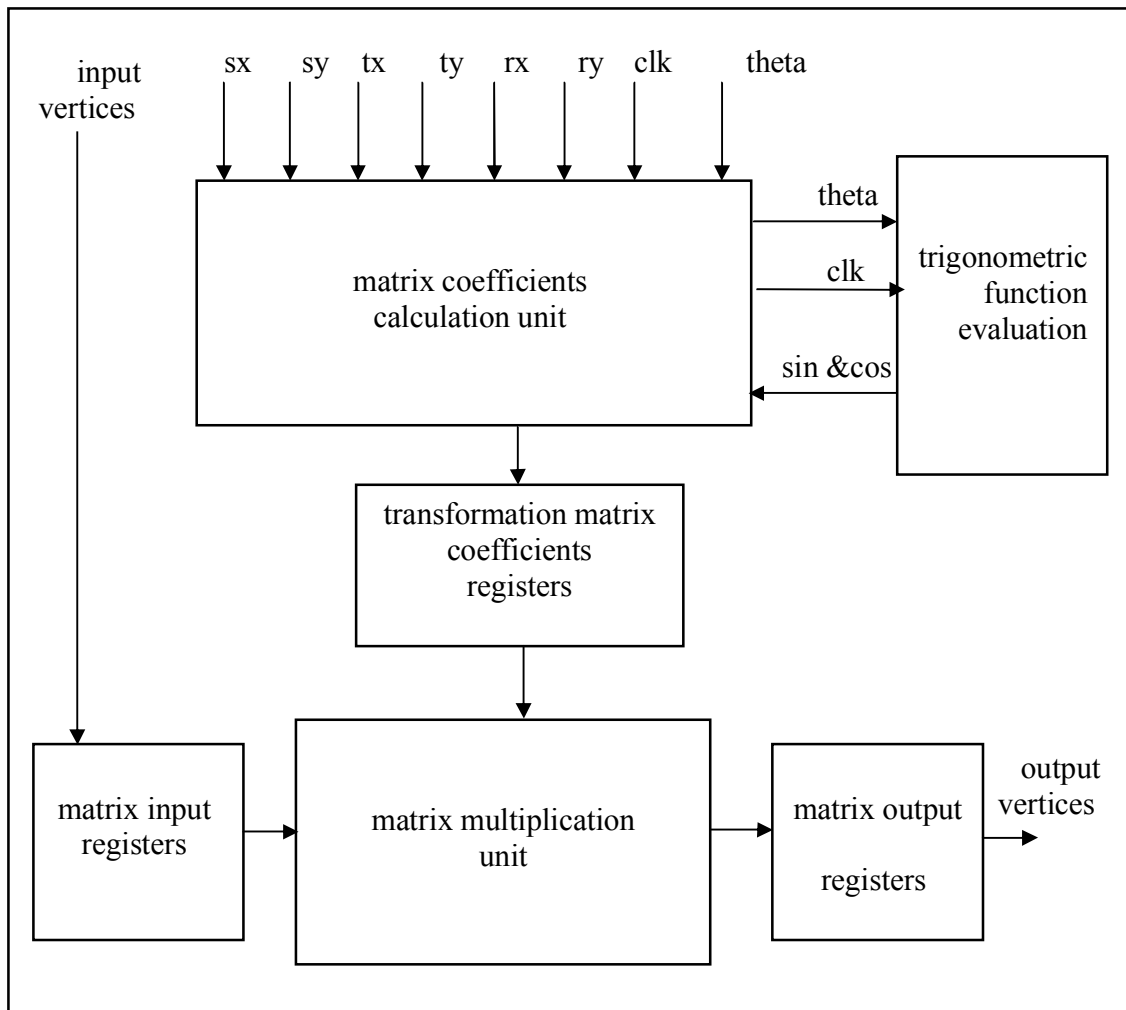 input
vertices
sx sy tx ty rx ry clk theta
matrix coefficients
calculation unit
theta
clk
sin &cos
trigonometric
function
evaluation
transformation matrix
coefficients
registers
matrix input
registers
matrix multiplication
unit
matrix output
registers
output
vertices